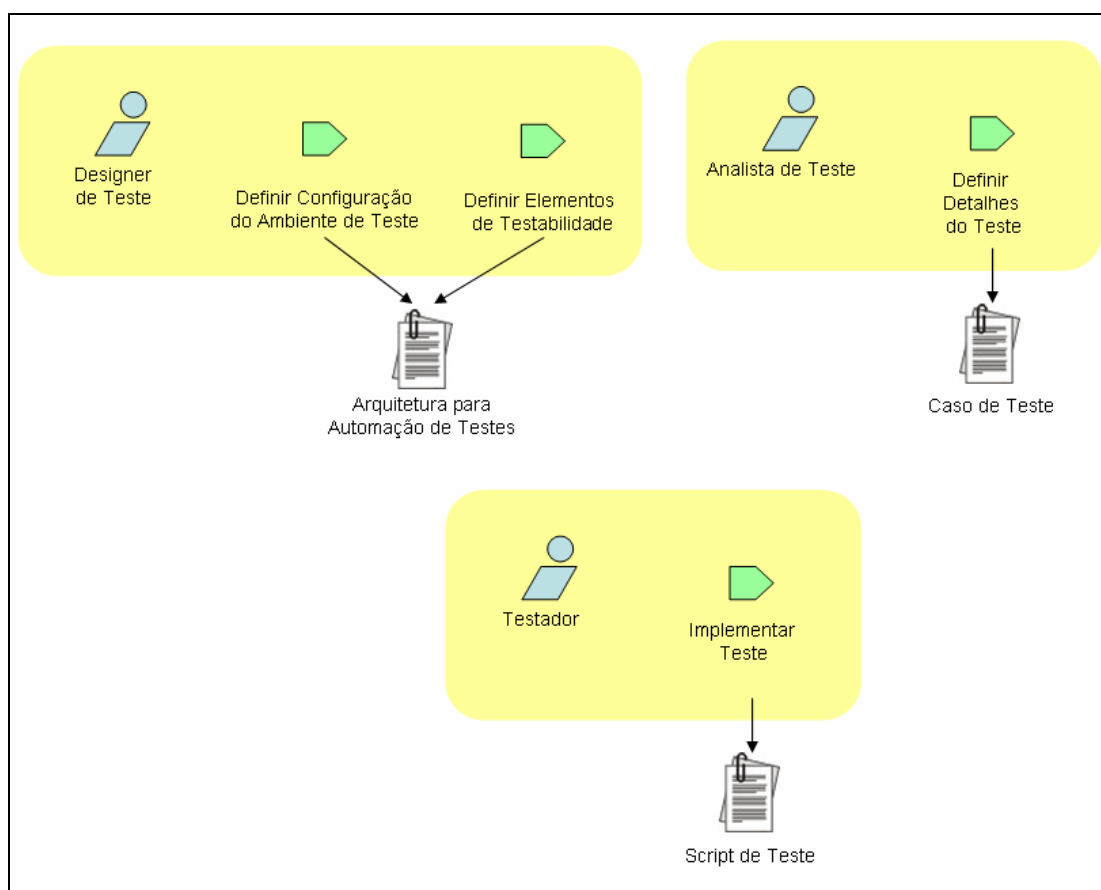 Designer
de Teste
Definir Configuração
do Ambiente de Teste
Definir Elementos
de Testabilidade
Arquitetura para
Automação de Testes
Analista de Teste
Definir
Detalhes
do Teste
Caso de Teste
Testador
Implementar
Teste
Script de Teste